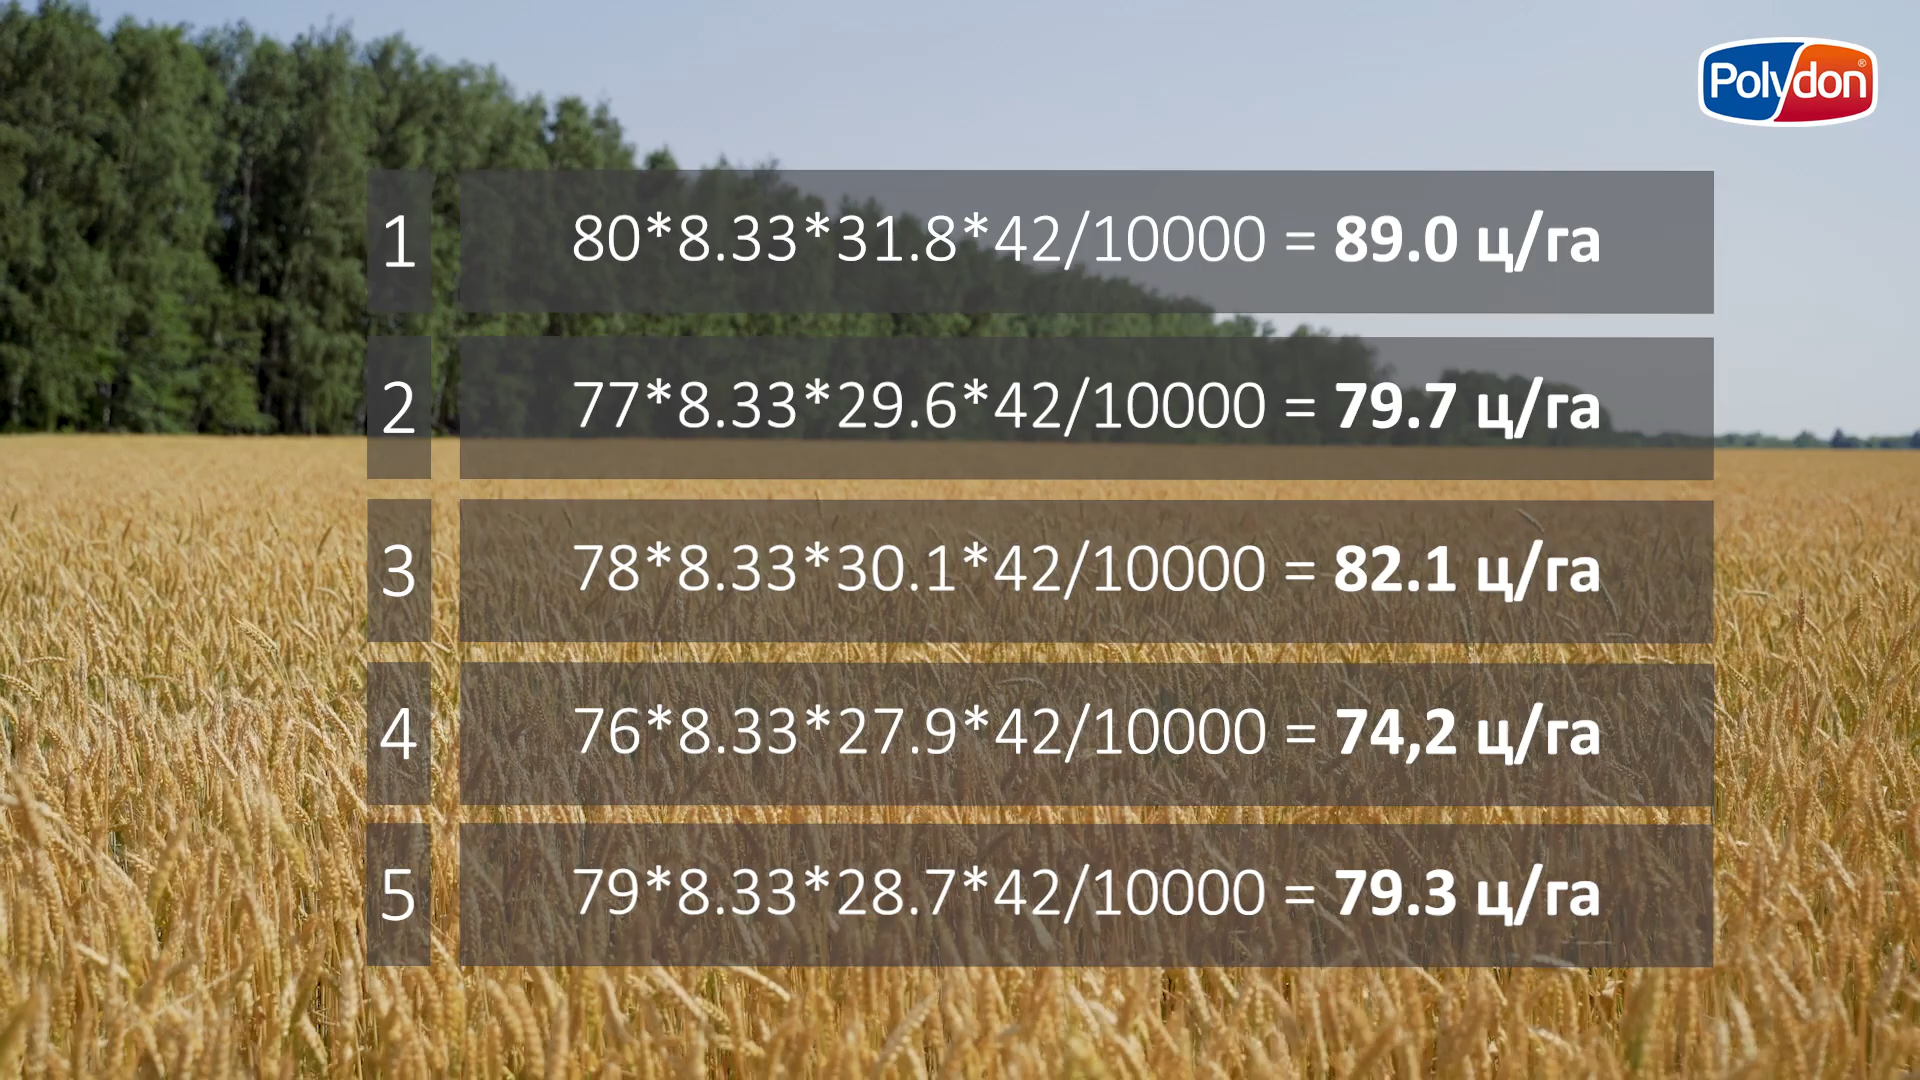 Polydon®
1 80*8.33*31.8*42/10000 = 89.0 ц/га
2 77*8.33*29.6*42/10000 = 79.7 ц/га
3 78*8.33*30.1*42/10000 = 82.1 ц/га
4 76*8.33*27.9*42/10000 = 74,2 ц/га
5 79*8.33*28.7*42/10000 = 79.3 ц/га